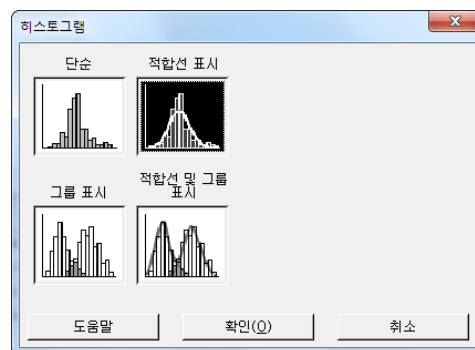 히스토그램
단순
적합선 표시
그룹 표시
적합선 및 그룹
표시
도움말
확인(O)
취소